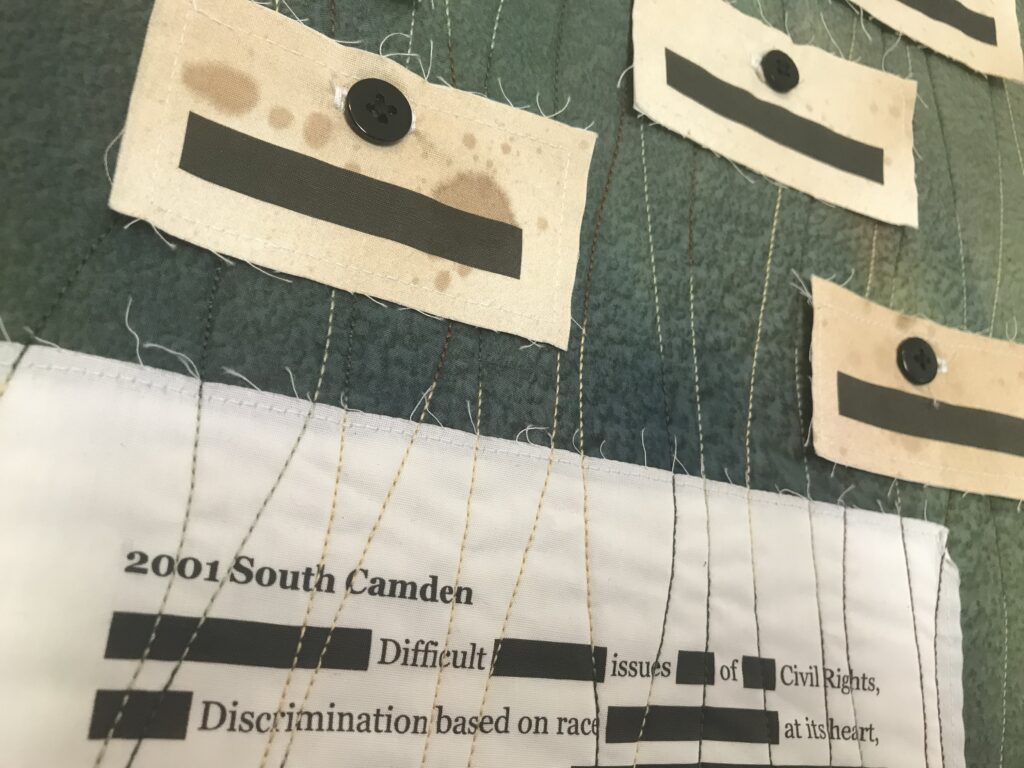 2001 South Camden
Difficult issues of Civil Rights,
Discrimination based on race at its heart,